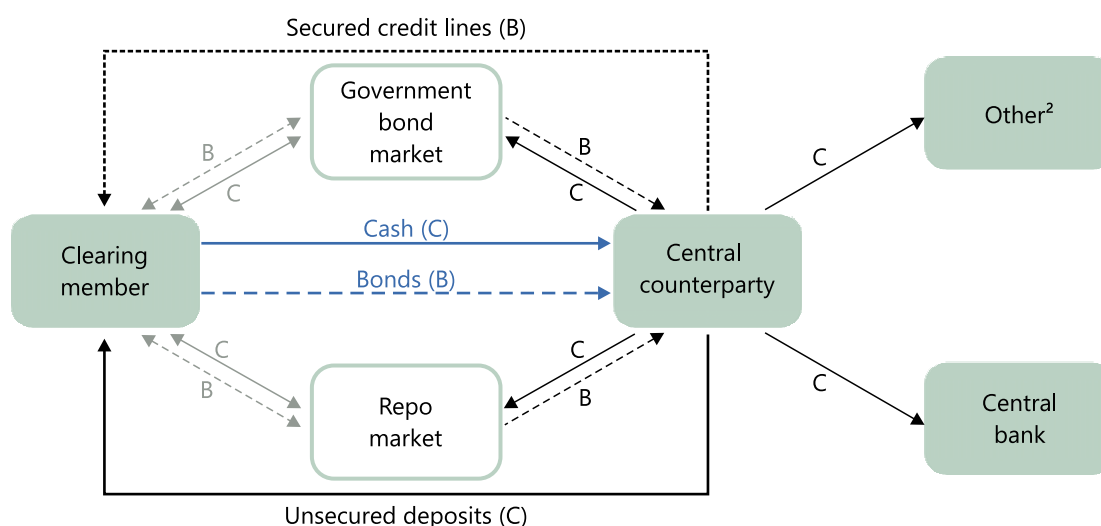 Secured credit lines (B)
Government
bond
market
Other²
B
C
B
C
C
Clearing
member
Cash (C)
Bonds (B)
Central
counterparty
C
B
C
B
C
Repo
market
Central
bank
Unsecured deposits (C)